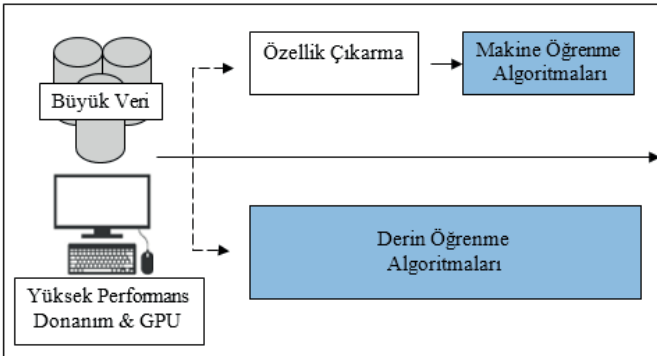 Büyük Veri
Yüksek Performans
Donanım & GPU
Özellik Çıkarma
Makine Öğrenme
Algoritmaları
Derin Öğrenme
Algoritmaları